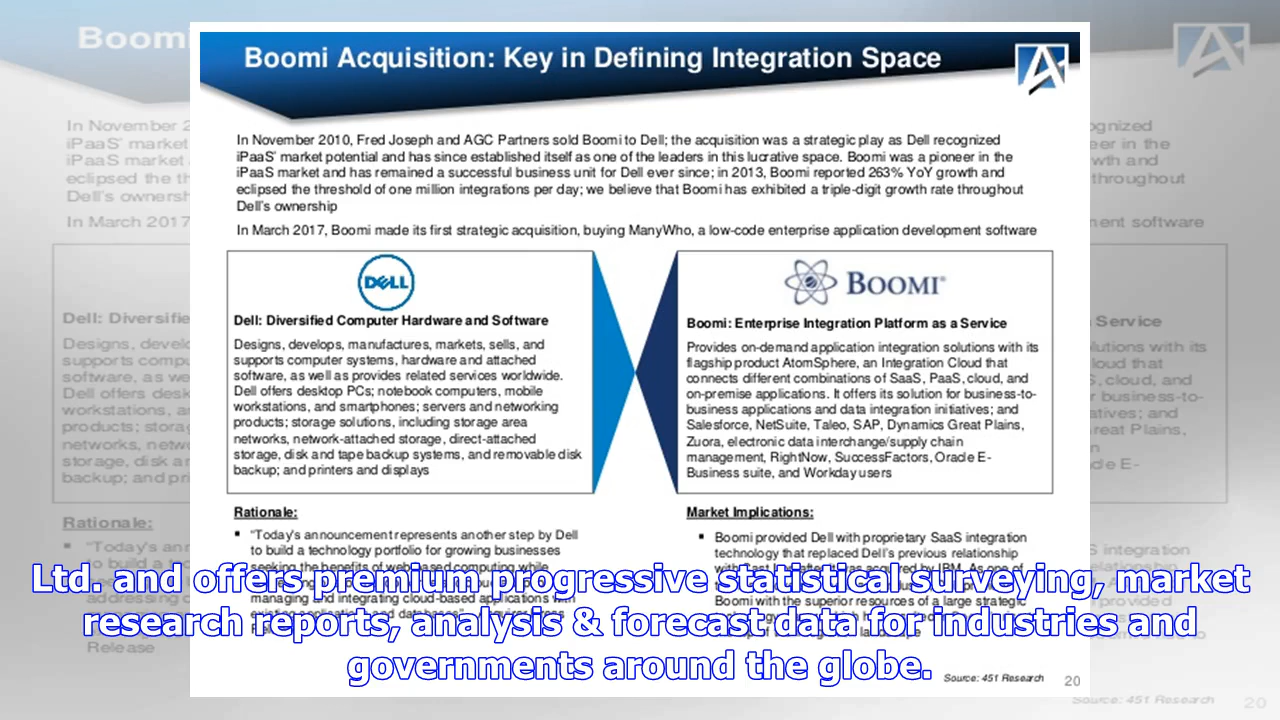 Boomi Acquisition: Key in Defining Integration Space
In November 2010, Fred Joseph and AGC Partners sold Boomi to Dell; the acquisition was a strategic play as Dell recognized
iPaaS' market potential and has since established itself as one of the leaders in this lucrative space. Boomi was a pioneer in the
iPaaS market and has remained a successful business unit for Dell ever since; in 2013, Boomi reported 263% YoY growth and
eclipsed the threshold of one million integrations per day; we believe that Boomi has exhibited a triple-digit growth rate throughout
Dell's ownership
In March 2017, Boomi made its first strategic acquisition, buying ManyWho, a low-code enterprise application development software
DELL
Dell: Diversified Computer Hardware and Software
Designs, develops, manufactures, markets, sells, and
supports computer systems, hardware and attached
software, as well as provides related services worldwide.
Dell offers desktop PCs; notebook computers, mobile
workstations, and smartphones; servers and networking
products; storage solutions, including storage area
networks, network-attached storage, direct-attached
storage, disk and tape backup systems, and removable disk
backup; and printers and displays
BOOMI®
Boomi: Enterprise Integration Platform as a Service
Provides on-demand application integration solutions with its
flagship product AtomSphere, an Integration Cloud that
connects different combinations of SaaS, PaaS, cloud, and
on-premise applications. It offers its solution for business-to-
business applications and data integration initiatives; and
Salesforce, NetSuite, Taleo, SAP, Dynamics Great Plains,
Zuora, electronic data interchange/supply chain
management, RightNow, SuccessFactors, Oracle E-
Business suite, and Workday users
Rationale:
▪ "Today's announcement represents another step by Dell
to build a technology portfolio for growing businesses
seeking the benefits of web based computing while
managing and integrating cloud-based applications with
Market Implications:
▪ Boomi provided Dell with proprietary SaaS integration
technology that replaced Dell's previous relationship
Boomi with the superior resources of a large strategic
Ltd. and offers premium progressive statistical surveying, market
research reports, analysis & forecast data for industries and
governments around the globe.
Source: 451 Research
20